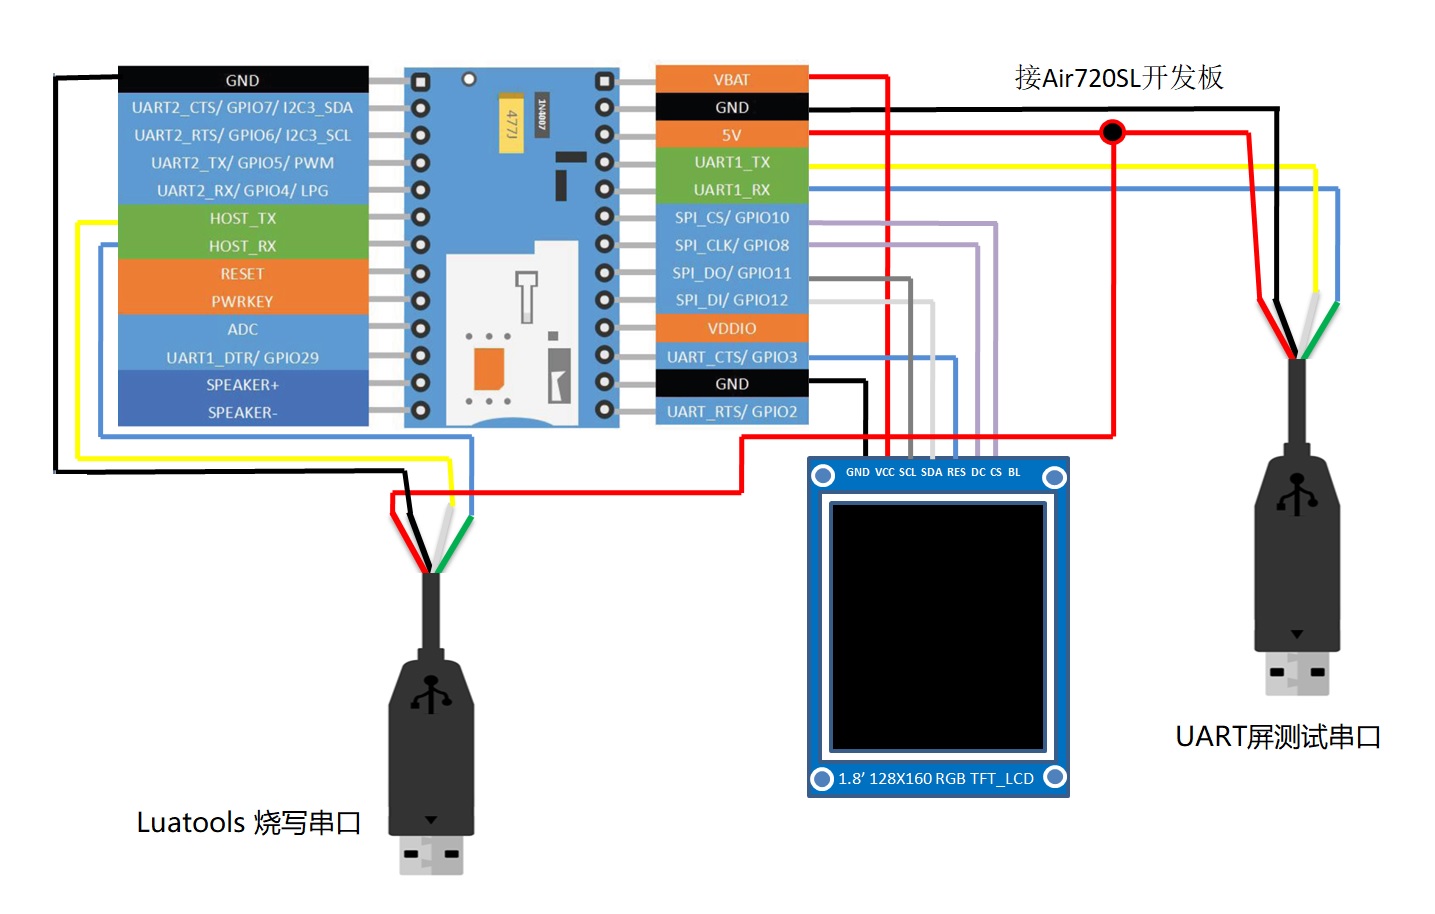 接Air720SL开发板
GND
UART2_CTS/ GPIO7/ I2C3_SDA
UART2_RTS/ GPIO6/ I2C3_SCL
UART2_TX/ GPIO5/ PWM
UART2_RX/ GPIO4/ LPG
HOST_TX
HOST_RX
RESET
PWRKEY
ADC
UART1_DTR/ GPIO29
SPEAKER+
SPEAKER-
477J
1N4007
VBAT
GND
5V
UART1_TX
UART1_RX
SPI_CS/ GPIO10
SPI_CLK/ GPIO8
SPI_DO/ GPIO11
SPI_DI/ GPIO12
VDDIO
UART_CTS/ GPIO3
GND
UART_RTS/ GPIO2
GND VCC SCL SDA RES DC CS BL
1.8’ 128X160 RGB TFT_LCD
UART屏测试串口
Luatools 烧写串口